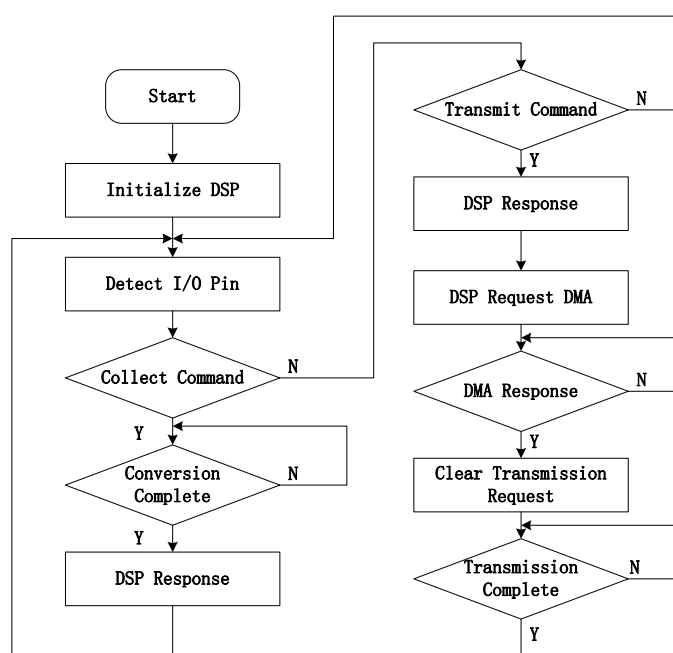 Start
Initialize DSP
Detect I/O Pin
Collect Command
N
Y
Conversion
Complete
N
Y
DSP Response
Transmit Command
N
Y
DSP Response
DSP Request DMA
DMA Response
N
Y
Clear Transmission
Request
Transmission
Complete
N
Y